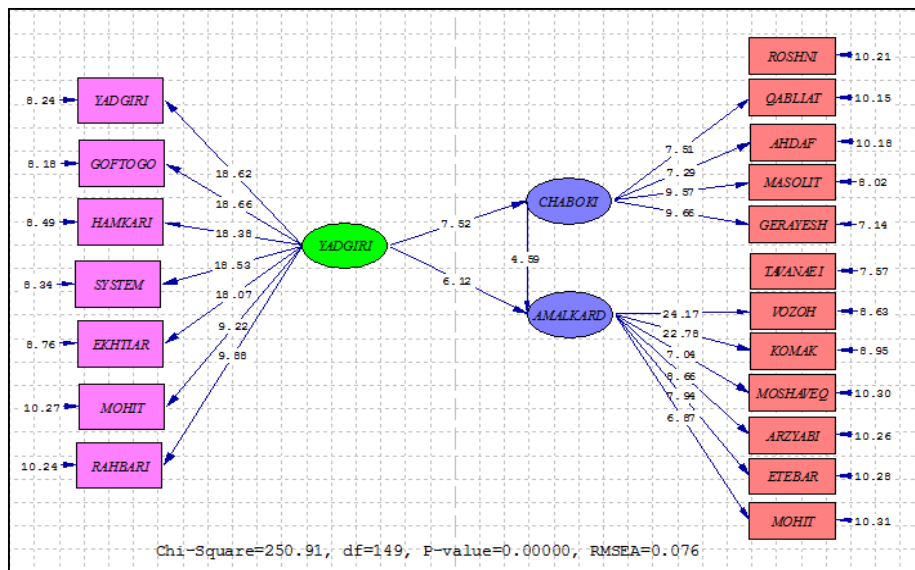 ROSHNI 10.21
8.24 YADGIRI
QABLIAT 10.15
8.18 GOFTOGO
AHDAF 10.18
8.49 HAMKARI
MASOLIT 8.02
GERAYESH 7.14
8.34 SYSTEM
TAVANAEI 7.57
8.76 EKHTIAR
VOZOH 8.63
KOMAK 8.95
10.27 MOHIT
MOSHAVEQ 10.30
10.24 RAHBARI
ARZYABI 10.26
ETEBAR 10.28
MOHIT 10.31
YADGIRI
CHABOKI
AMALKARD
18.62
18.66
18.38
18.53
18.07
9.22
9.88
7.52
6.12
4.59
7.51
7.29
9.57
9.66
24.17
22.78
7.04
8.66
7.94
6.87
Chi-Square=250.91, df=149, P-value=0.00000, RMSEA=0.076